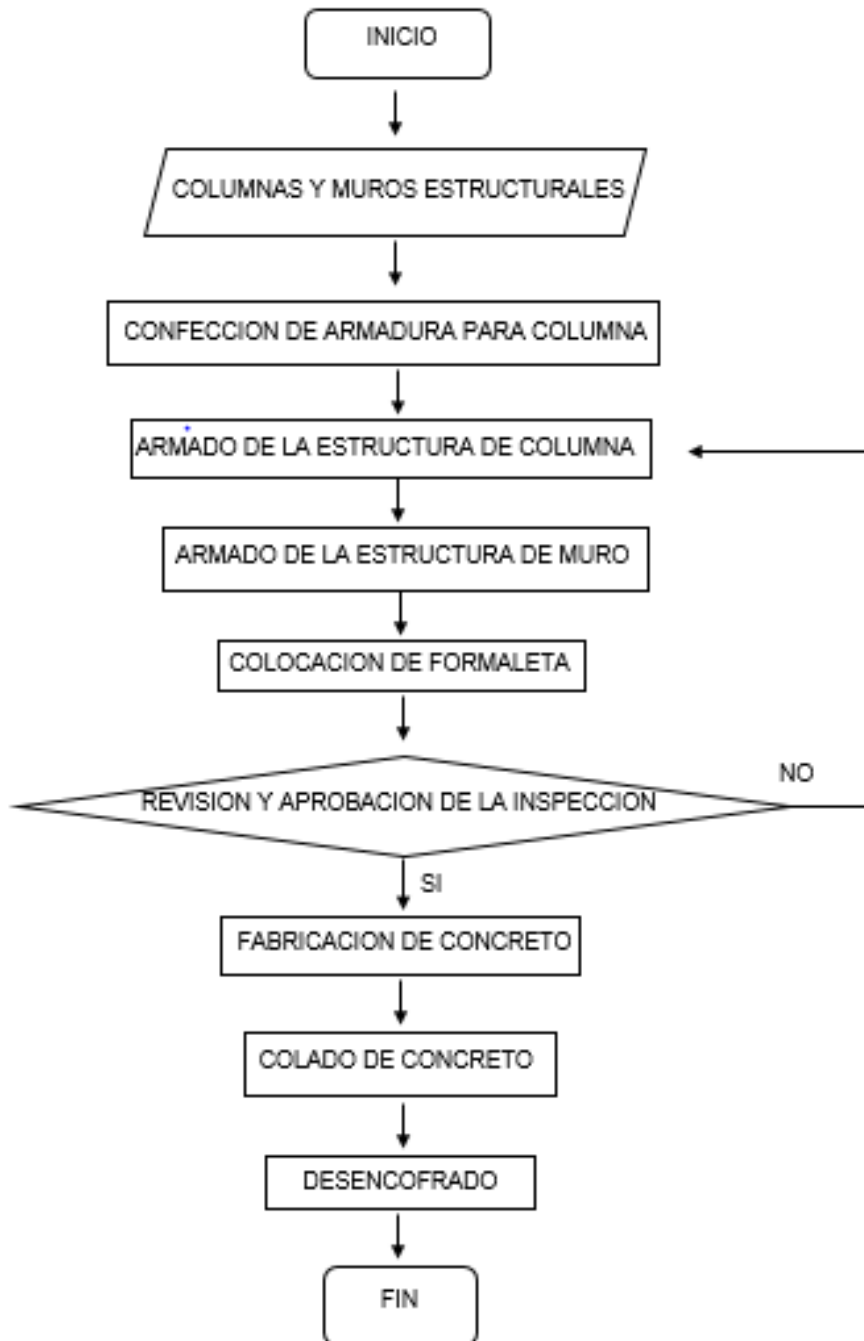 INICIO
COLUMNAS Y MUROS ESTRUCTURALES
CONFECCION DE ARMADURA PARA COLUMNA
ARMADO DE LA ESTRUCTURA DE COLUMNA
ARMADO DE LA ESTRUCTURA DE MURO
COLOCACION DE FORMALETA
NO
REVISION Y APROBACION DE LA INSPECCION
SI
FABRICACION DE CONCRETO
COLADO DE CONCRETO
DESENCOFRADO
FIN